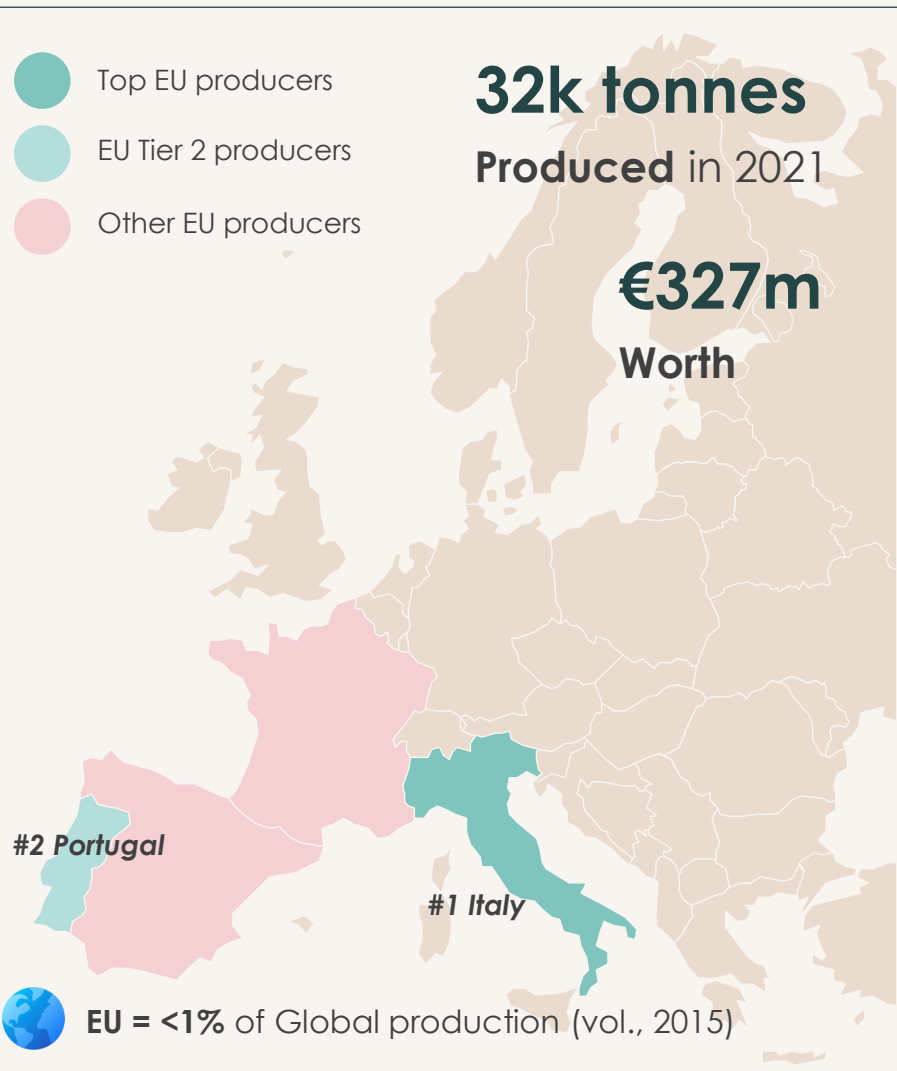 Top EU producers
EU Tier 2 producers
Other EU producers
32k tonnes
Produced in 2021
€327m
Worth
#2 Portugal
#1 Italy
EU = <1% of Global production (vol., 2015)